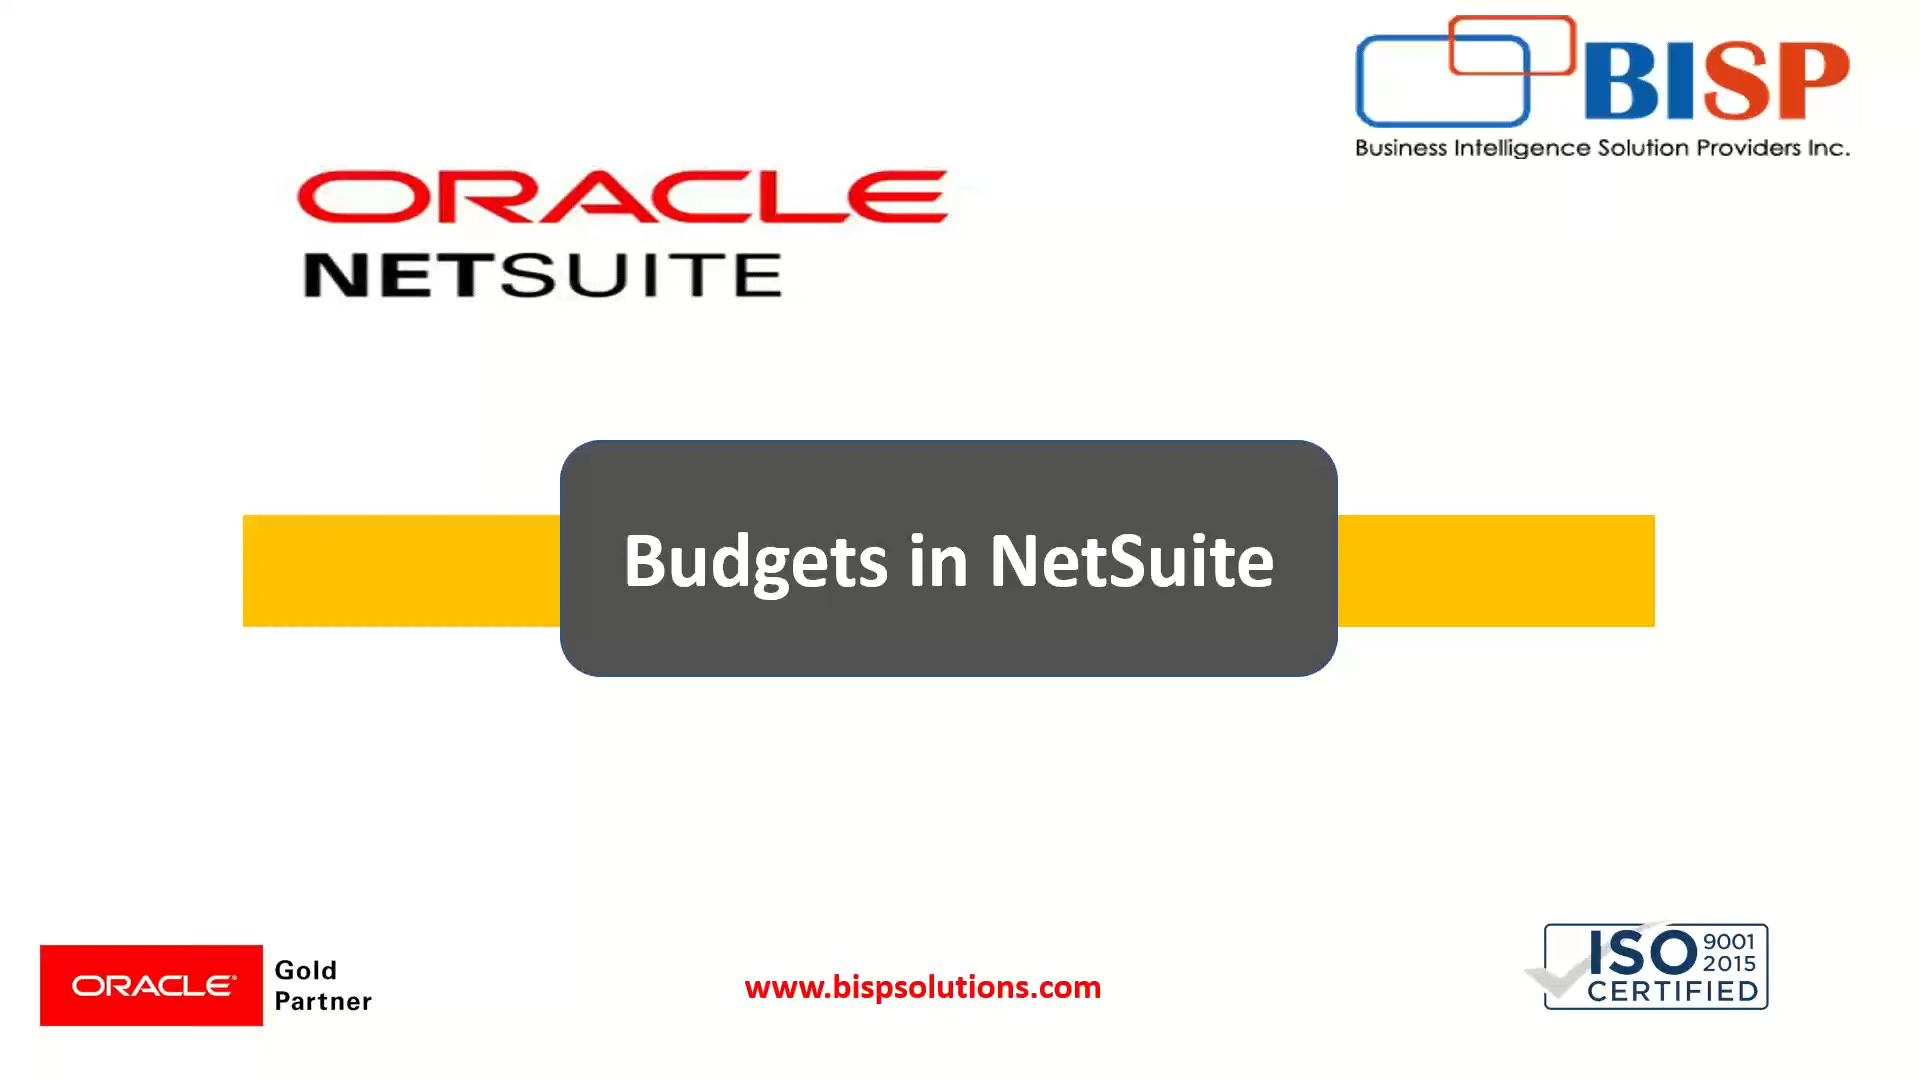 BISP
Business Intelligence Solution Providers Inc.
ORACLE
NETSUITE
Budgets in NetSuite
ORACLE®
Gold
Partner
www.bispsolutions.com
ISO 9001
2015
CERTIFIED